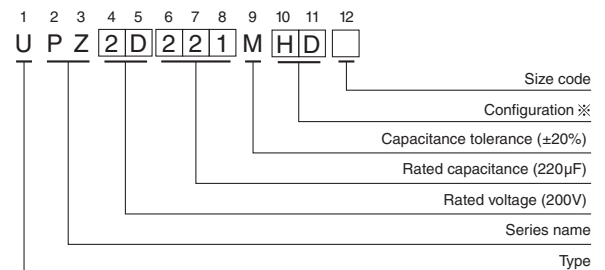 1 2 3 4 5 6 7 8 9 10 11 12
U P Z 2 D 2 2 1 M H D
Size code
Configuration ※
Capacitance tolerance (±20%)
Rated capacitance (220µF)
Rated voltage (200V)
Series name
Type